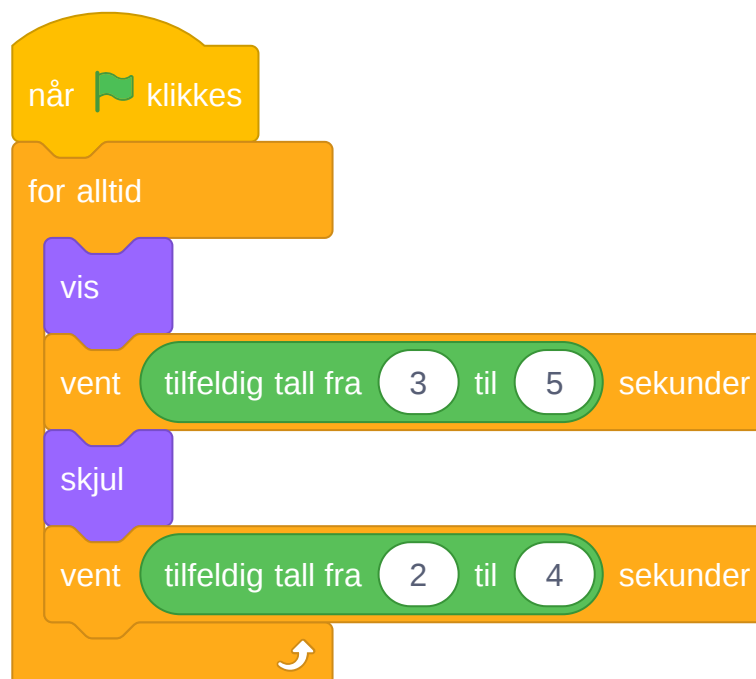 når klikkes
for alltid
vis
vent tilfeldig tall fra 3 til 5 sekunder
skjul
vent tilfeldig tall fra 2 til 4 sekunder